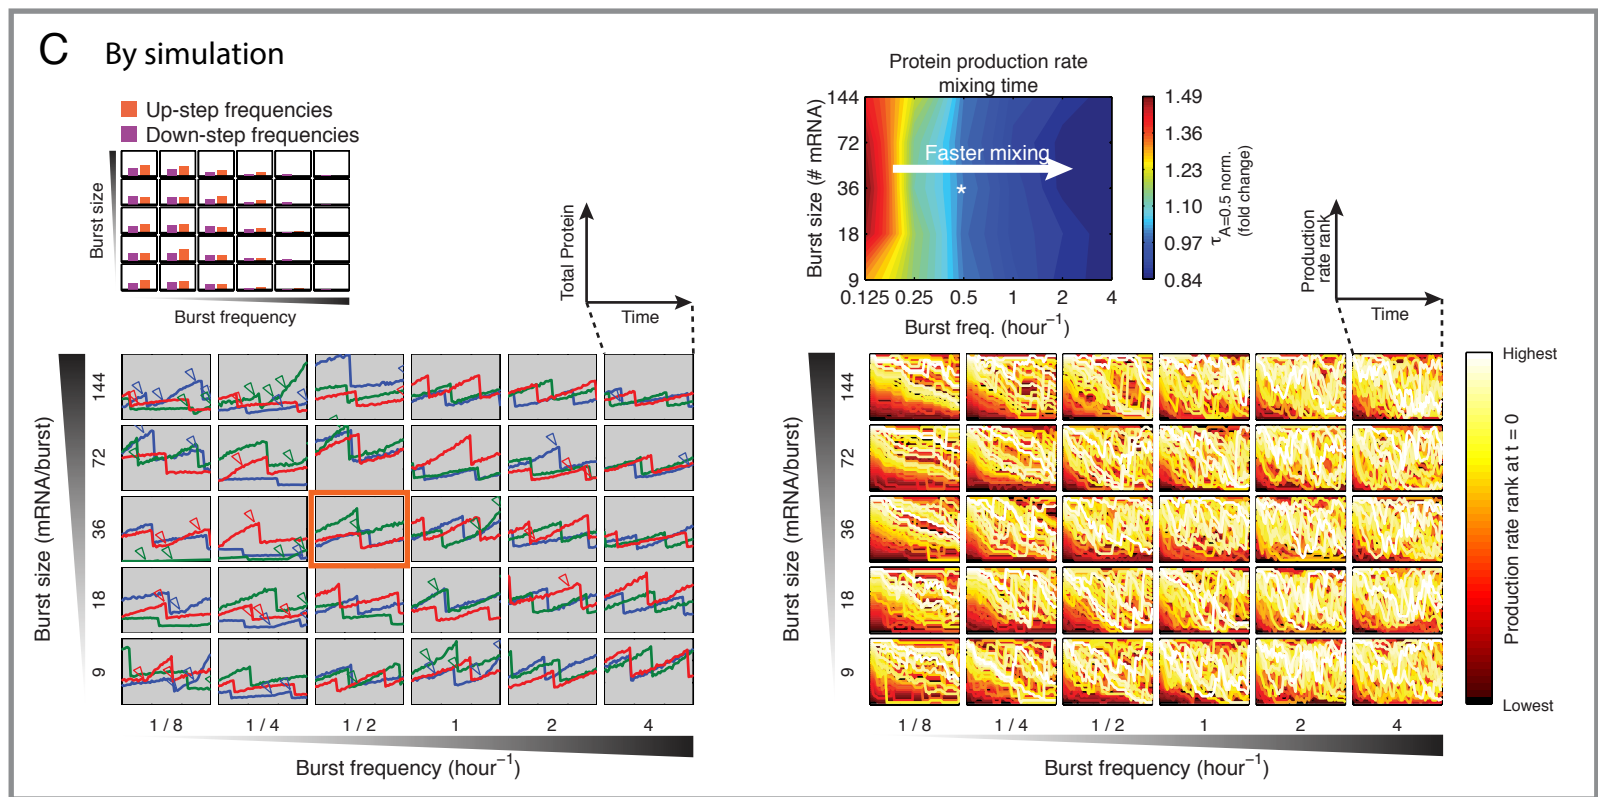 C By simulation
Up-step frequencies
Down-step frequencies
Burst size
Burst frequency
Total Protein
Time
144
72
36
18
9
Burst size (mRNA/burst)
1 / 8
1 / 4
1 / 2
1
2
4
Burst frequency (hour⁻¹)
Protein production rate
mixing time
Burst size (# mRNA)
144
72
36
18
9
Faster mixing
*
0.125
0.25
0.5
1
2
4
Burst freq. (hour⁻¹)
1.49
1.36
1.23
1.10
0.97
0.84
τA=0.5 norm.
(fold change)
Production
rate rank
Time
144
72
36
18
9
Burst size (mRNA/burst)
1 / 8
1 / 4
1 / 2
1
2
4
Burst frequency (hour⁻¹)
Highest
Lowest
Production rate rank at t = 0